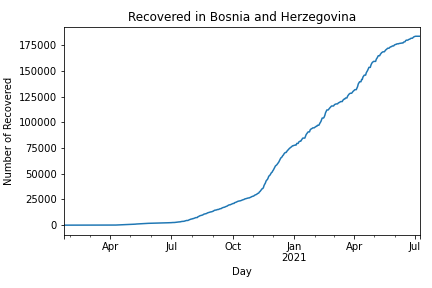 Recovered in Bosnia and Herzegovina
Number of Recovered
175000
150000
125000
100000
75000
50000
25000
0
Apr Jul Oct Jan Apr Jul
2021
Day